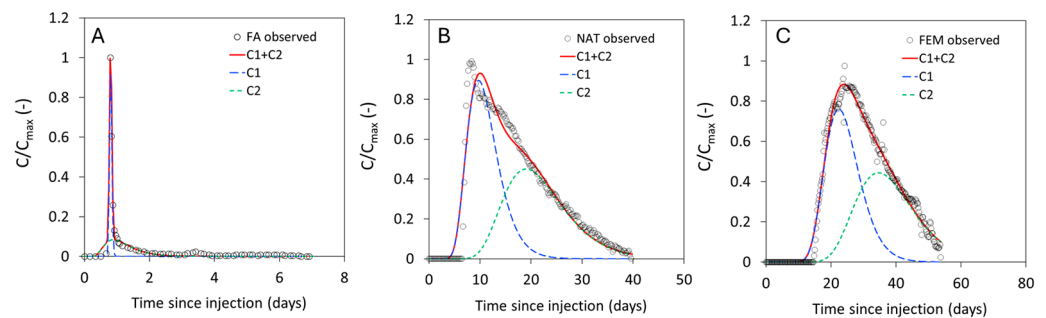 A
FA observed
C1+C2
C1
C2
C/Cmax (-)
1.2
1
0.8
0.6
0.4
0.2
0
0 2 4 6 8
Time since injection (days)
B
NAT observed
C1+C2
C1
C2
C/Cmax (-)
1.2
1
0.8
0.6
0.4
0.2
0
0 10 20 30 40 50
Time since injection (days)
C
FEM observed
C1+C2
C1
C2
C/Cmax (-)
1.2
1
0.8
0.6
0.4
0.2
0
0 20 40 60 80
Time since injection (days)